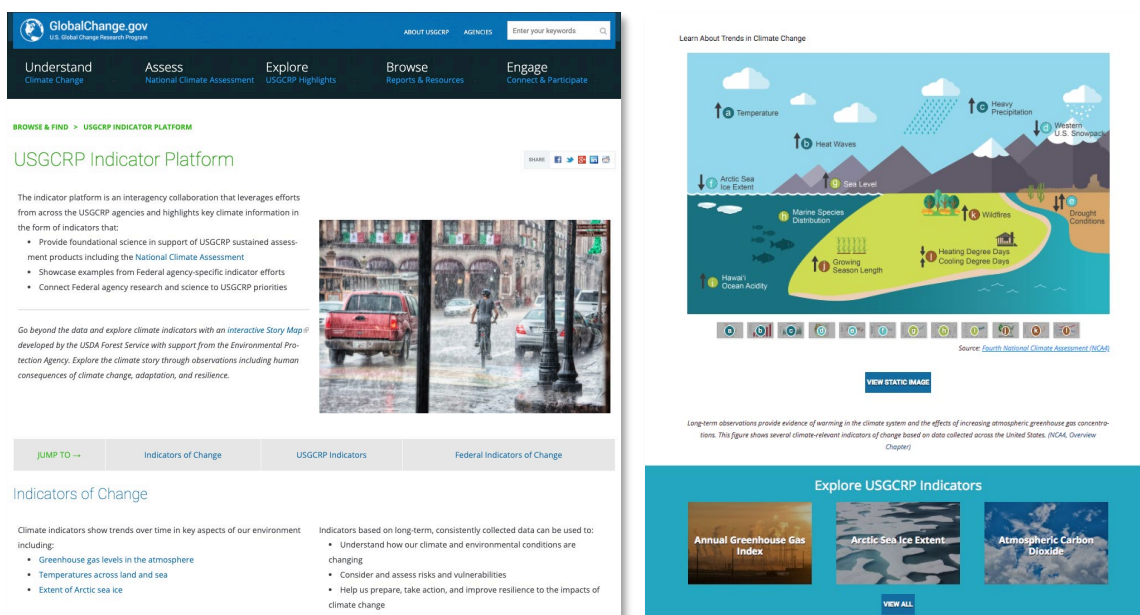 GlobalChange.gov
U.S. Global Change Research Program
ABOUT USGCRP
AGENCIES
Enter your keywords
Understand
Climate Change
Assess
National Climate Assessment
Explore
USGCRP Highlights
Browse
Reports & Resources
Engage
Connect & Participate
BROWSE & FIND > USGCRP INDICATOR PLATFORM
USGCRP Indicator Platform
SHARE
The indicator platform is an interagency collaboration that leverages efforts
from across the USGCRP agencies and highlights key climate information in
the form of indicators that:
• Provide foundational science in support of USGCRP sustained assess-
ment products including the National Climate Assessment
• Showcase examples from Federal agency-specific indicator efforts
• Connect Federal agency research and science to USGCRP priorities
Go beyond the data and explore climate indicators with an interactive Story Map
developed by the USDA Forest Service with support from the Environmental Pro-
tection Agency. Explore the climate story through observations including human
consequences of climate change, adaptation, and resilience.
JUMP TO →
Indicators of Change
USGCRP Indicators
Federal Indicators of Change
Indicators of Change
Climate indicators show trends over time in key aspects of our environment
including:
• Greenhouse gas levels in the atmosphere
• Temperatures across land and sea
• Extent of Arctic sea ice
Indicators based on long-term, consistently collected data can be used to:
• Understand how our climate and environmental conditions are
changing
• Consider and assess risks and vulnerabilities
• Help us prepare, take action, and improve resilience to the impacts of
climate change
Learn About Trends in Climate Change
a Temperature
b Heat Waves
c Heavy
Precipitation
d Western
U.S. Snowpack
f Arctic Sea
Ice Extent
g Sea Level
h Marine Species
Distribution
k Wildfires
e Drought
Conditions
j Growing
Season Length
l Heating Degree Days
Cooling Degree Days
i Hawai'i
Ocean Acidity
a b c d e f g h i j k l
Source: Fourth National Climate Assessment (NCA4)
VIEW STATIC IMAGE
Long-term observations provide evidence of warming in the climate system and the effects of increasing atmospheric greenhouse gas concentra-
tions. This figure shows several climate-relevant indicators of change based on data collected across the United States. (NCA4, Overview
Chapter)
Explore USGCRP Indicators
Annual Greenhouse Gas
Index
Arctic Sea Ice Extent
Atmospheric Carbon
Dioxide
VIEW ALL